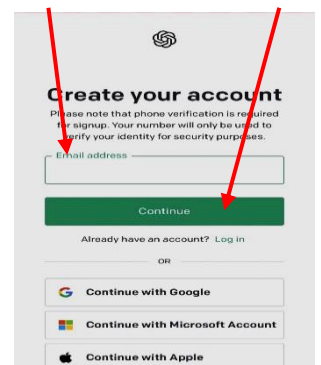 Create your account
Please note that phone verification is required
for signup. Your number will only be used to
verify your identity for security purposes.
Email address
Continue
Already have an account? Log in
OR
Continue with Google
Continue with Microsoft Account
Continue with Apple